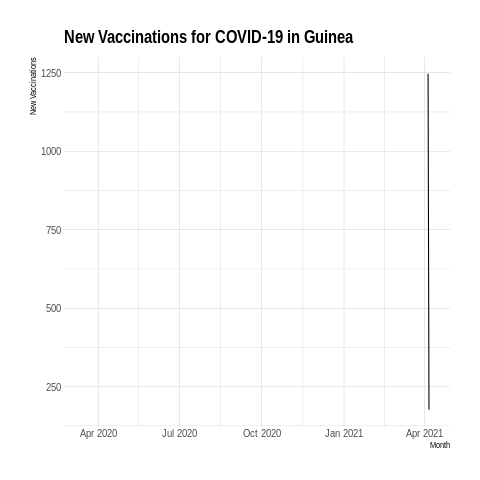 New Vaccinations for COVID-19 in Guinea
New Vaccinations
1250
1000
750
500
250
Apr 2020 Jul 2020 Oct 2020 Jan 2021 Apr 2021
Month